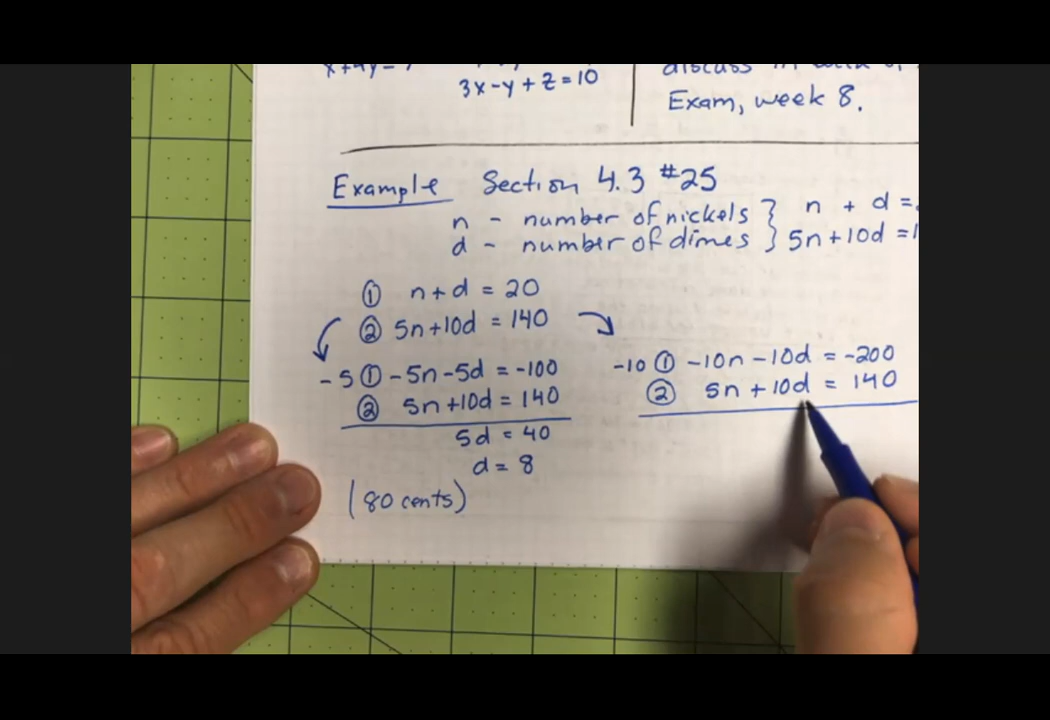 3x-y+z=10
Exam, week 8.
Example Section 4.3 #25
n - number of nickels } n + d =
d - number of dimes } 5n+10d =1
① n+d = 20
② 5n+10d = 140
-5 ① -5n-5d = -100
② 5n+10d = 140
5d = 40
d = 8
(80 cents)
-10 ① -10n -10d = -200
② 5n + 10d = 140